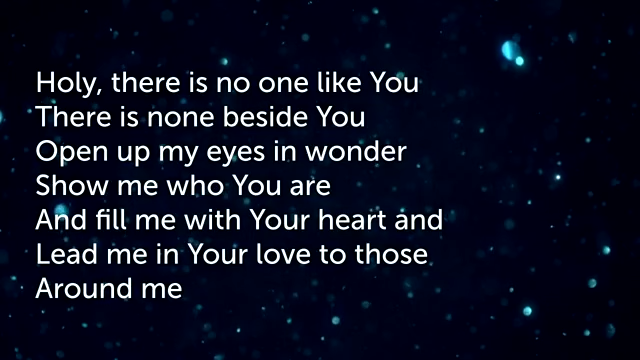 Holy, there is no one like You
There is none beside You
Open up my eyes in wonder
Show me who You are
And fill me with Your heart and
Lead me in Your love to those
Around me